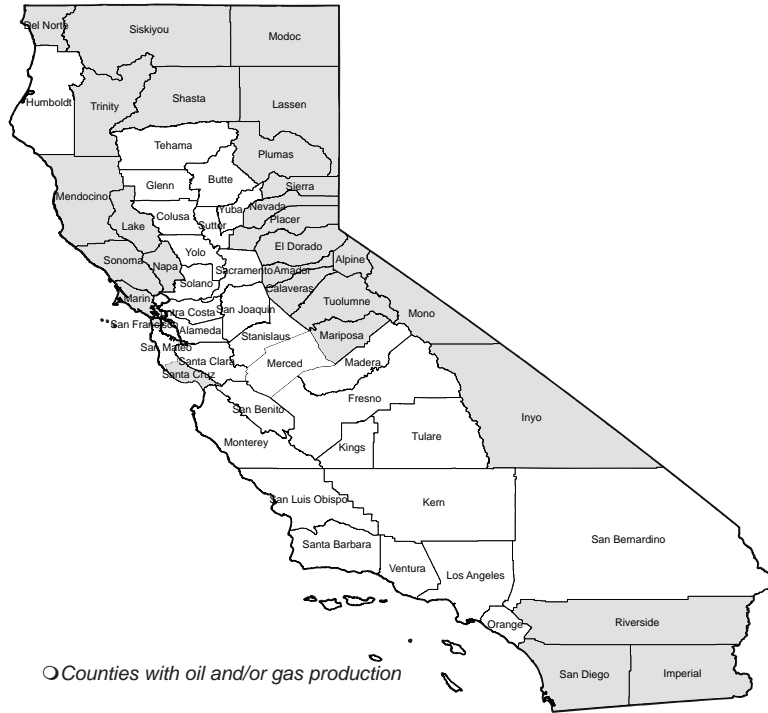 Del Norte
Siskiyou
Modoc
Humboldt
Trinity
Shasta
Lassen
Tehama
Plumas
Mendocino
Glenn
Butte
Sierra
Lake
Colusa
Sutter
Yuba
Nevada
Placer
Sonoma
Napa
Yolo
El Dorado
Solano
Sacramento
Amador
Alpine
Marin
Calaveras
Contra Costa
San Joaquin
Tuolumne
Mono
San Francisco
Alameda
Stanislaus
Mariposa
San Mateo
Santa Clara
Merced
Madera
Santa Cruz
San Benito
Fresno
Inyo
Monterey
Kings
Tulare
San Luis Obispo
Kern
San Bernardino
Santa Barbara
Ventura
Los Angeles
Orange
Riverside
San Diego
Imperial
Counties with oil and/or gas production